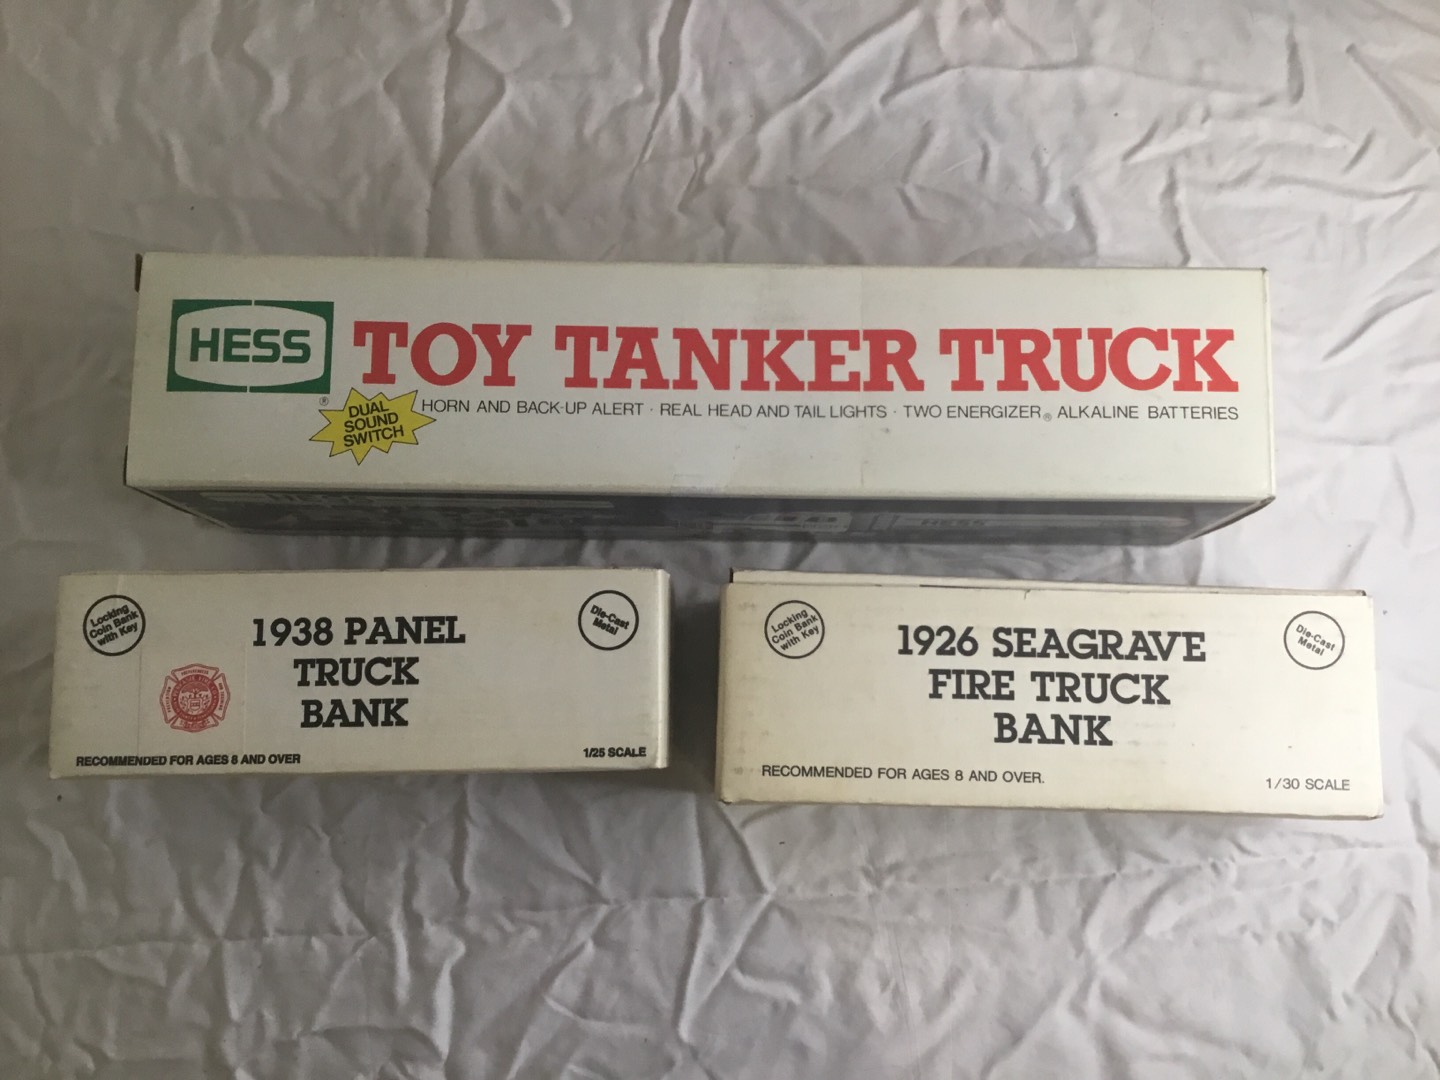 HESS
®
TOY TANKER TRUCK
DUAL
SOUND
SWITCH
HORN AND BACK-UP ALERT · REAL HEAD AND TAIL LIGHTS · TWO ENERGIZER® ALKALINE BATTERIES
HESS
HESS
Locking
Coin Bank
with Key
1938 PANEL
TRUCK
BANK
Die-Cast
Metal
RECOMMENDED FOR AGES 8 AND OVER
1/25 SCALE
Locking
Coin Bank
with Key
1926 SEAGRAVE
FIRE TRUCK
BANK
Die-Cast
Metal
RECOMMENDED FOR AGES 8 AND OVER.
1/30 SCALE